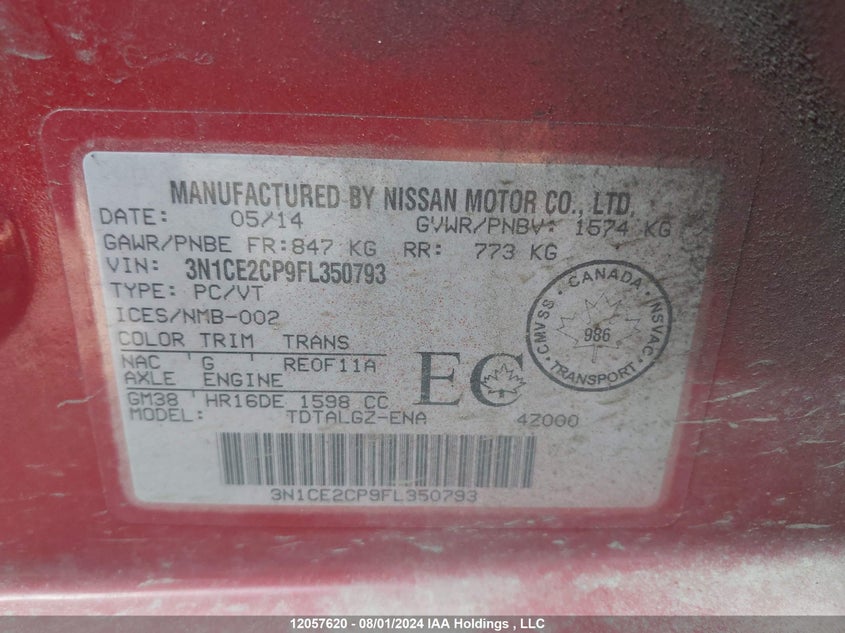 MANUFACTURED BY NISSAN MOTOR CO., LTD.
DATE: 05/14 GVWR/PNBV: 1574 KG
GAWR/PNBE FR:847 KG RR: 773 KG
VIN: 3N1CE2CP9FL350793
TYPE: PC/VT
ICES/NMB-002
COLOR TRIM TRANS
NAC G RE0F11A
AXLE ENGINE
GM38 HR16DE 1598 CC
MODEL: TDTALGZ-ENA 4Z000
EC
CANADA
CMVSS NSVAC
986
TRANSPORT
3N1CE2CP9FL350793
12057620 - 08/01/2024 IAA Holdings , LLC